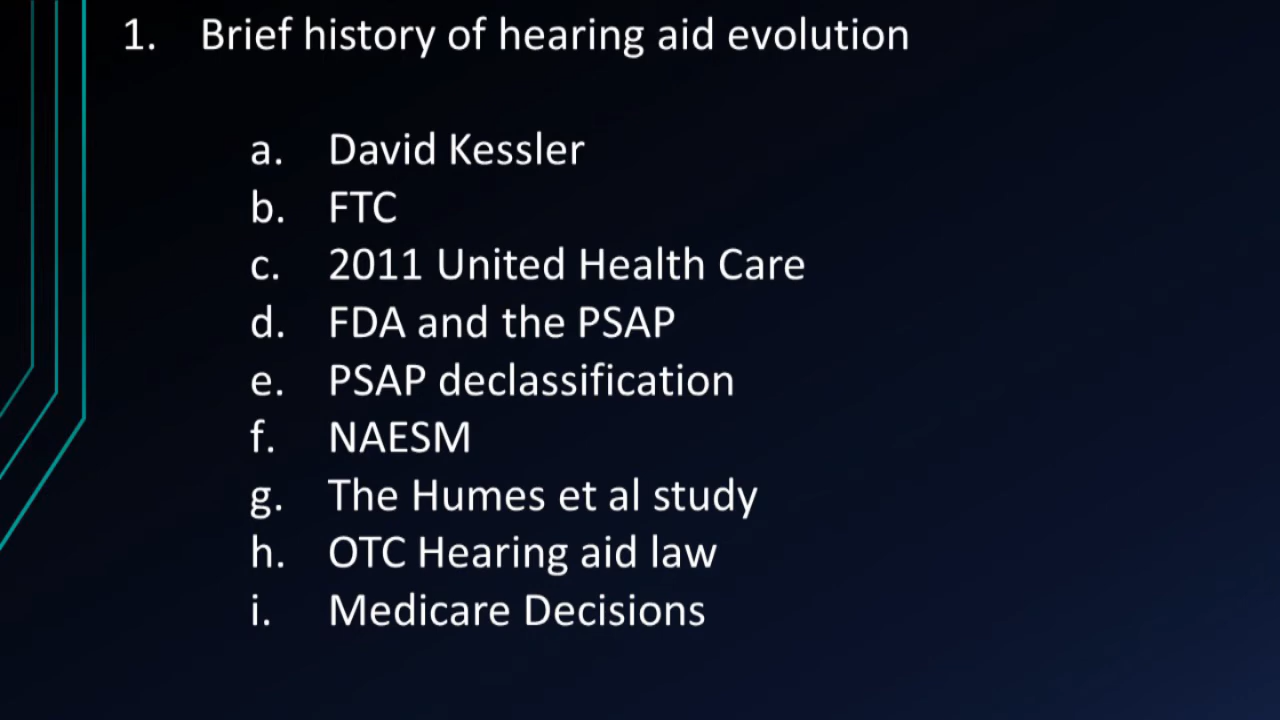 1. Brief history of hearing aid evolution
a. David Kessler
b. FTC
c. 2011 United Health Care
d. FDA and the PSAP
e. PSAP declassification
f. NAESM
g. The Humes et al study
h. OTC Hearing aid law
i. Medicare Decisions